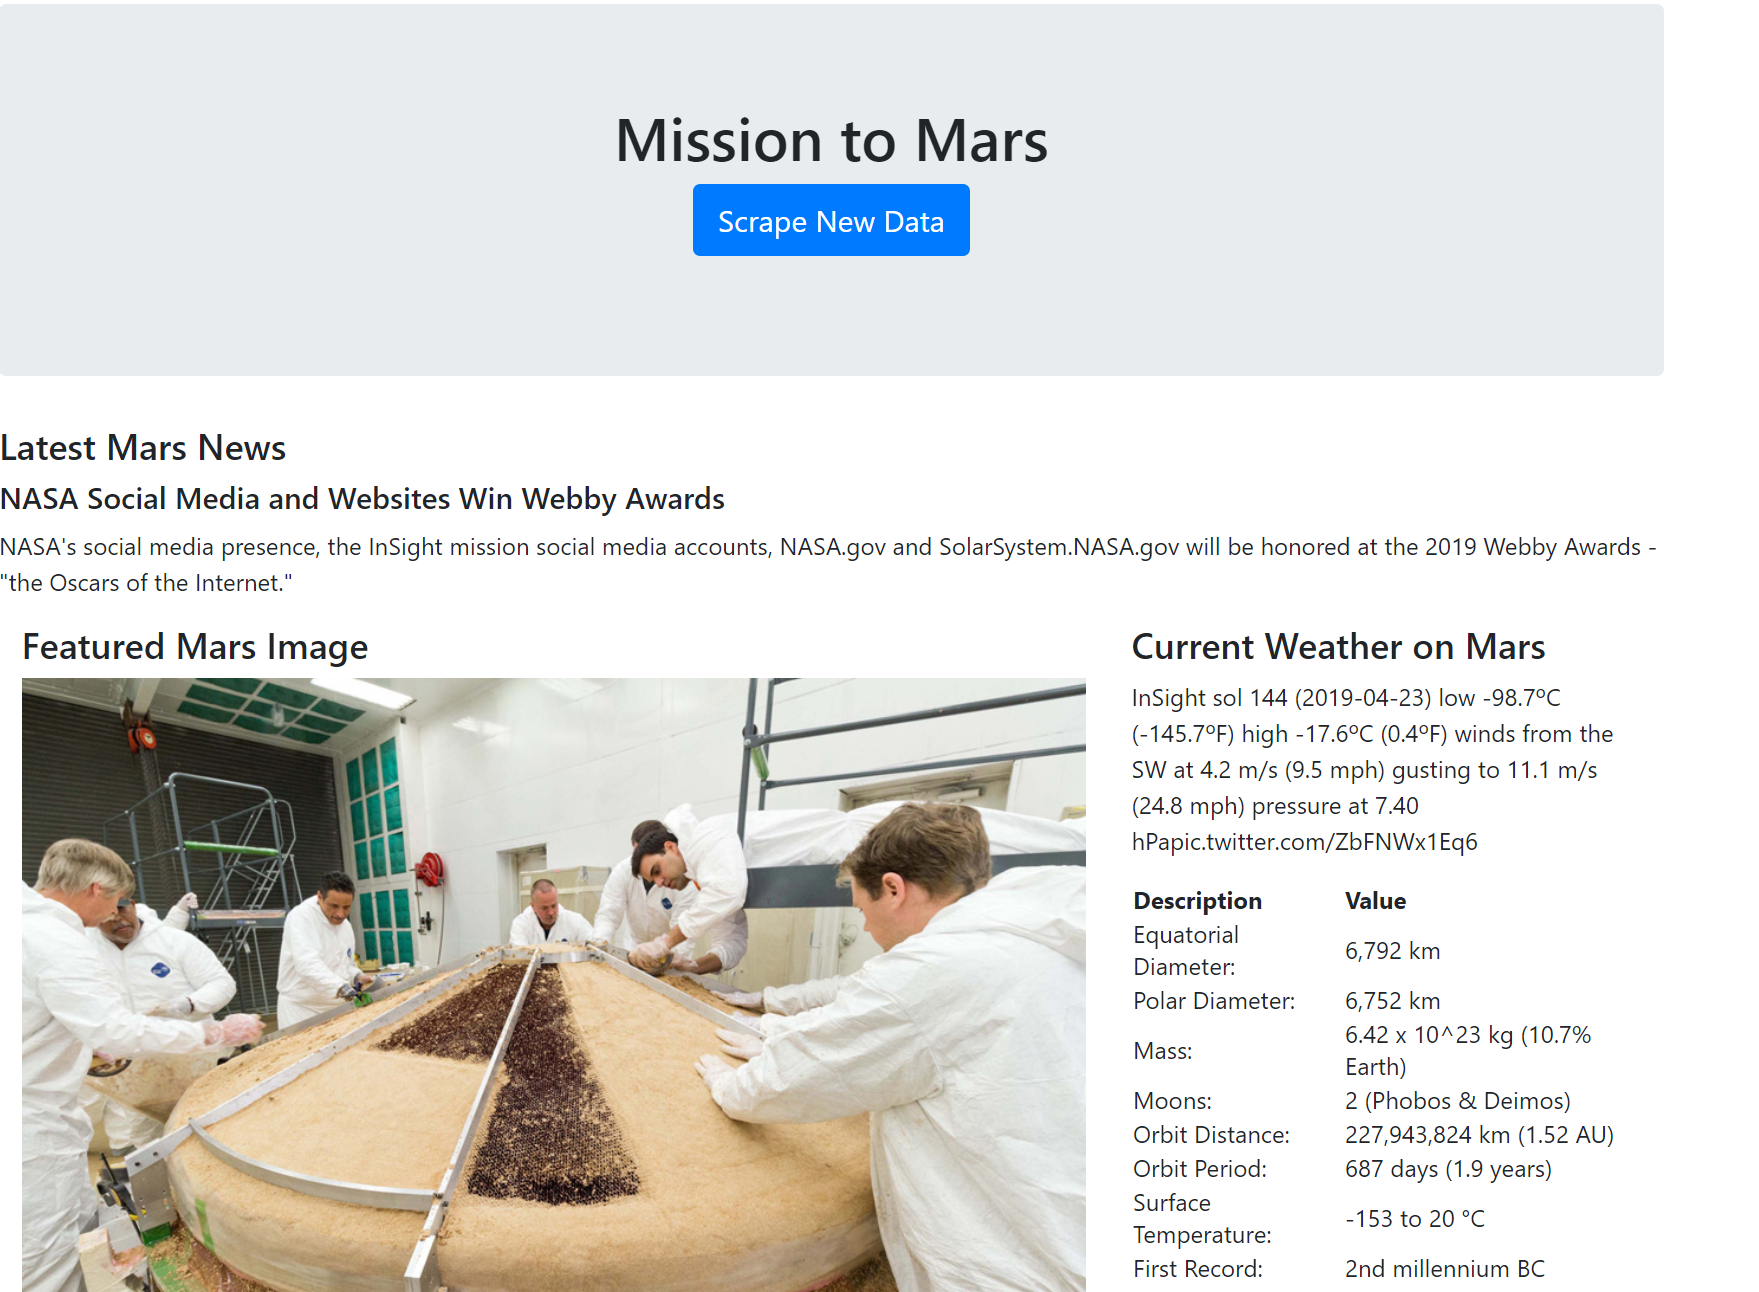 Mission to Mars
Scrape New Data
Latest Mars News
NASA Social Media and Websites Win Webby Awards
NASA's social media presence, the InSight mission social media accounts, NASA.gov and SolarSystem.NASA.gov will be honored at the 2019 Webby Awards -
"the Oscars of the Internet."
Featured Mars Image
Current Weather on Mars
InSight sol 144 (2019-04-23) low -98.7ºC
(-145.7ºF) high -17.6ºC (0.4ºF) winds from the
SW at 4.2 m/s (9.5 mph) gusting to 11.1 m/s
(24.8 mph) pressure at 7.40
hPapic.twitter.com/ZbFNWx1Eq6
Description Value
Equatorial
Diameter: 6,792 km
Polar Diameter: 6,752 km
Mass: 6.42 x 10^23 kg (10.7%
Earth)
Moons: 2 (Phobos & Deimos)
Orbit Distance: 227,943,824 km (1.52 AU)
Orbit Period: 687 days (1.9 years)
Surface
Temperature: -153 to 20 °C
First Record: 2nd millennium BC